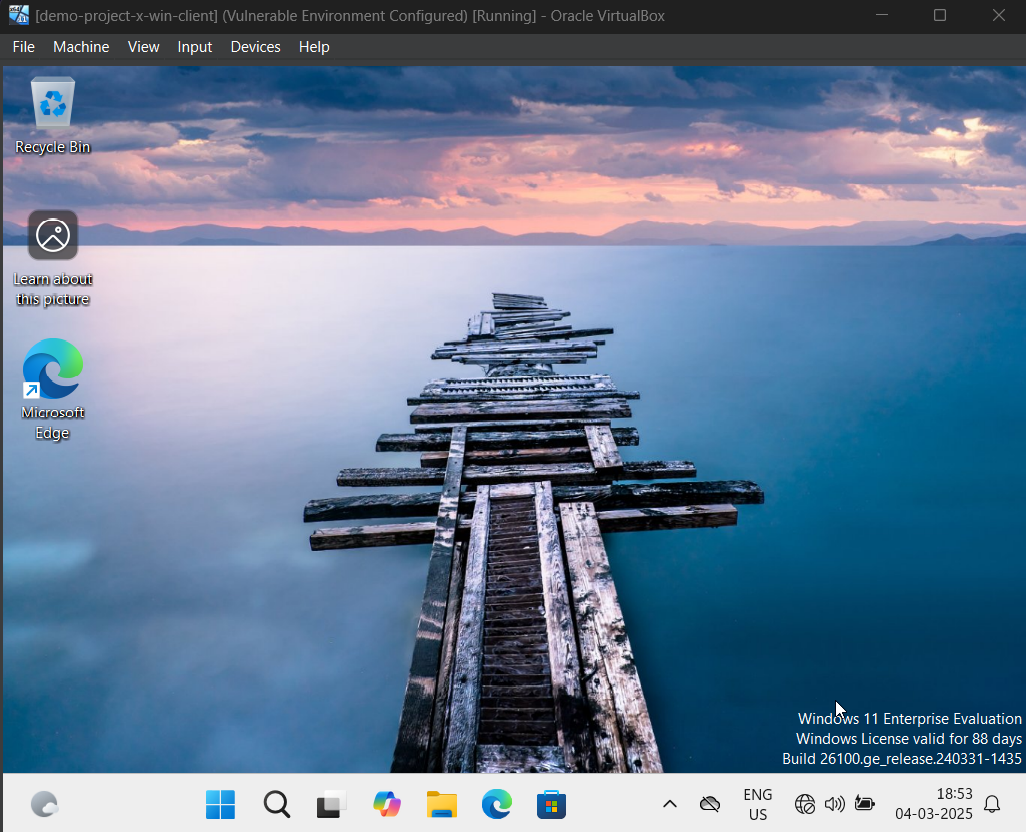 [demo-project-x-win-client] (Vulnerable Environment Configured) [Running] - Oracle VirtualBox
File Machine View Input Devices Help
Recycle Bin
Learn about
this picture
Microsoft
Edge
Windows 11 Enterprise Evaluation
Windows License valid for 88 days
Build 26100.ge_release.240331-1435
ENG
US
18:53
04-03-2025